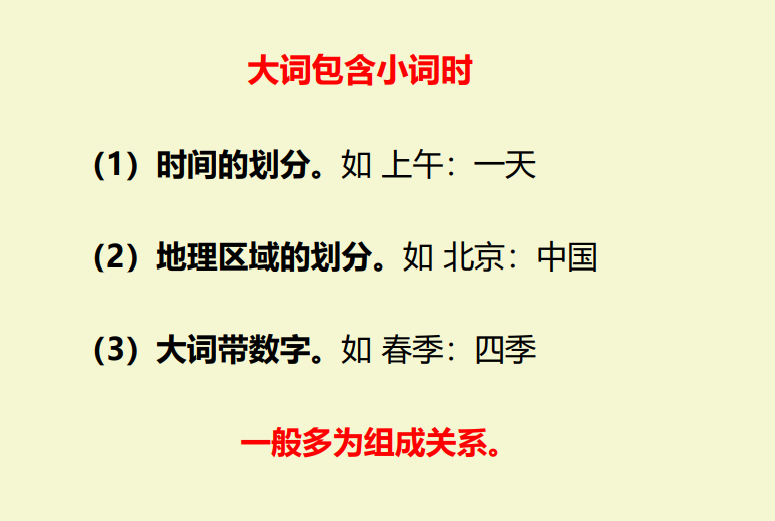 大词包含小词时
（1）时间的划分。如 上午：一天
（2）地理区域的划分。如 北京：中国
（3）大词带数字。如 春季：四季
一般多为组成关系。